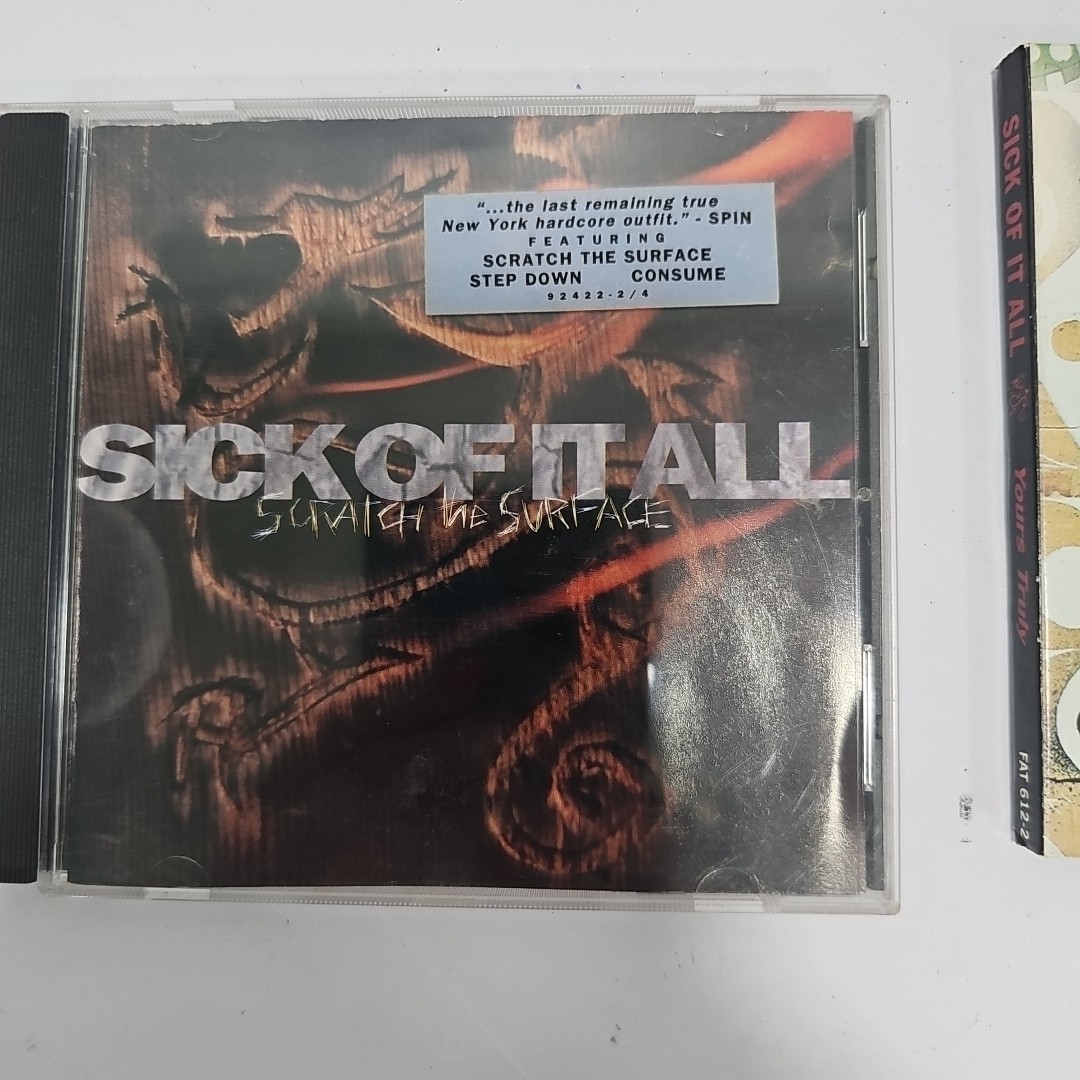 "...the last remaining true
New York hardcore outfit." - SPIN
FEATURING
SCRATCH THE SURFACE
STEP DOWN CONSUME
92422-2/4
SICK OF IT ALL
SCRATCH the SURFACE
SICK OF IT ALL VS. Yours Truly FAT 612-2